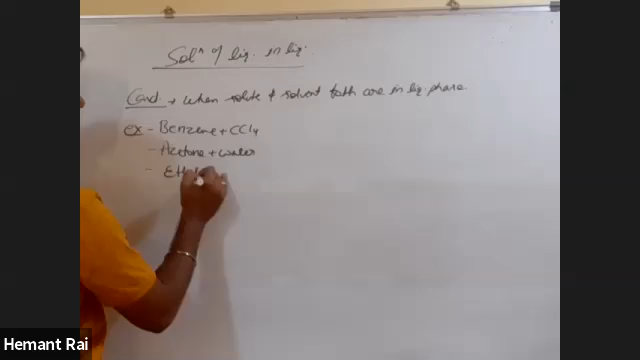 Solⁿ of liq. in liq.
Cond. → When solute & solvent both are in liq. phase.
ex - Benzene + CCl₄
- Acetone + water
- Eth
Hemant Rai